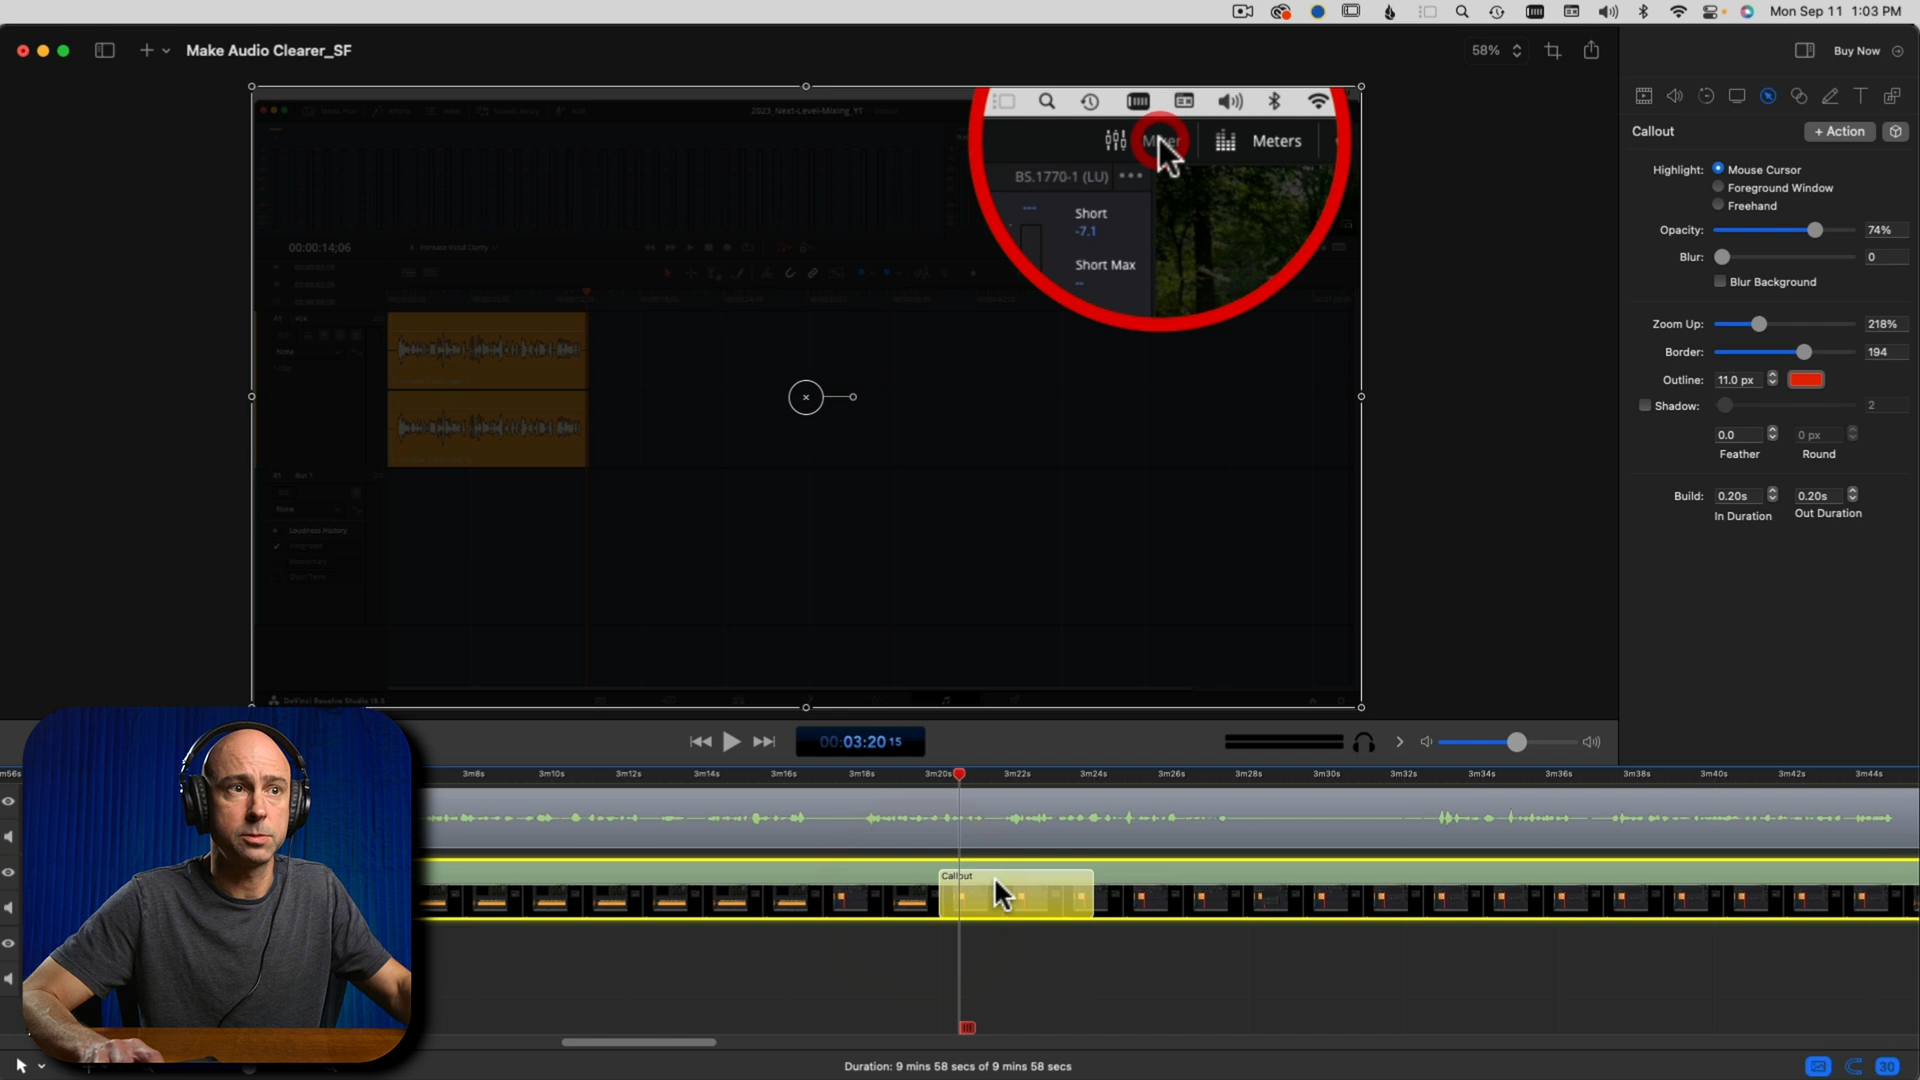 Mon Sep 11 1:03 PM
Make Audio Clearer_SF
58%
Buy Now
2023_Next-Level-Mixing_YT
Mixer
Meters
BS.1770-1 (LU)
Short
-7.1
Short Max
--
00:00:14;06
Increase Vocal Clarity
A1 Vox
None
None
Loudness History
Integrated
Momentary
Short Term
DaVinci Resolve Studio 18.5
Callout
+ Action
Highlight: Mouse Cursor
Foreground Window
Freehand
Opacity: 74%
Blur: 0
Blur Background
Zoom Up: 218%
Border: 194
Outline: 11.0 px
Shadow: 2
0.0 0 px
Feather Round
Build: 0.20s 0.20s
In Duration Out Duration
00:03:20 15
3m8s 3m10s 3m12s 3m14s 3m16s 3m18s 3m20s 3m22s 3m24s 3m26s 3m28s 3m30s 3m32s 3m34s 3m36s 3m38s 3m40s 3m42s 3m44s
Callout
Duration: 9 mins 58 secs of 9 mins 58 secs
30